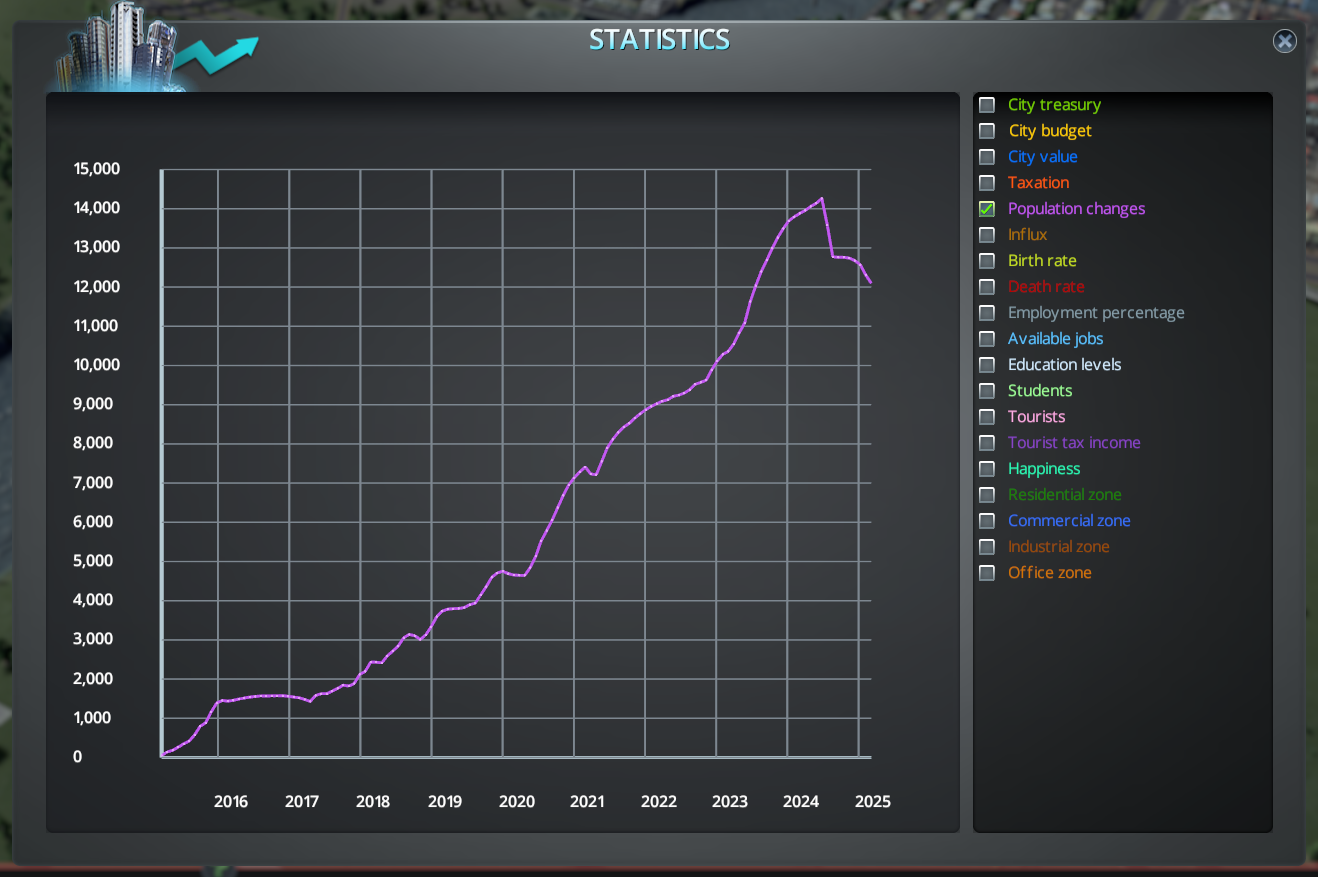 STATISTICS
15,000
14,000
13,000
12,000
11,000
10,000
9,000
8,000
7,000
6,000
5,000
4,000
3,000
2,000
1,000
0
2016 2017 2018 2019 2020 2021 2022 2023 2024 2025
City treasury
City budget
City value
Taxation
Population changes
Influx
Birth rate
Death rate
Employment percentage
Available jobs
Education levels
Students
Tourists
Tourist tax income
Happiness
Residential zone
Commercial zone
Industrial zone
Office zone